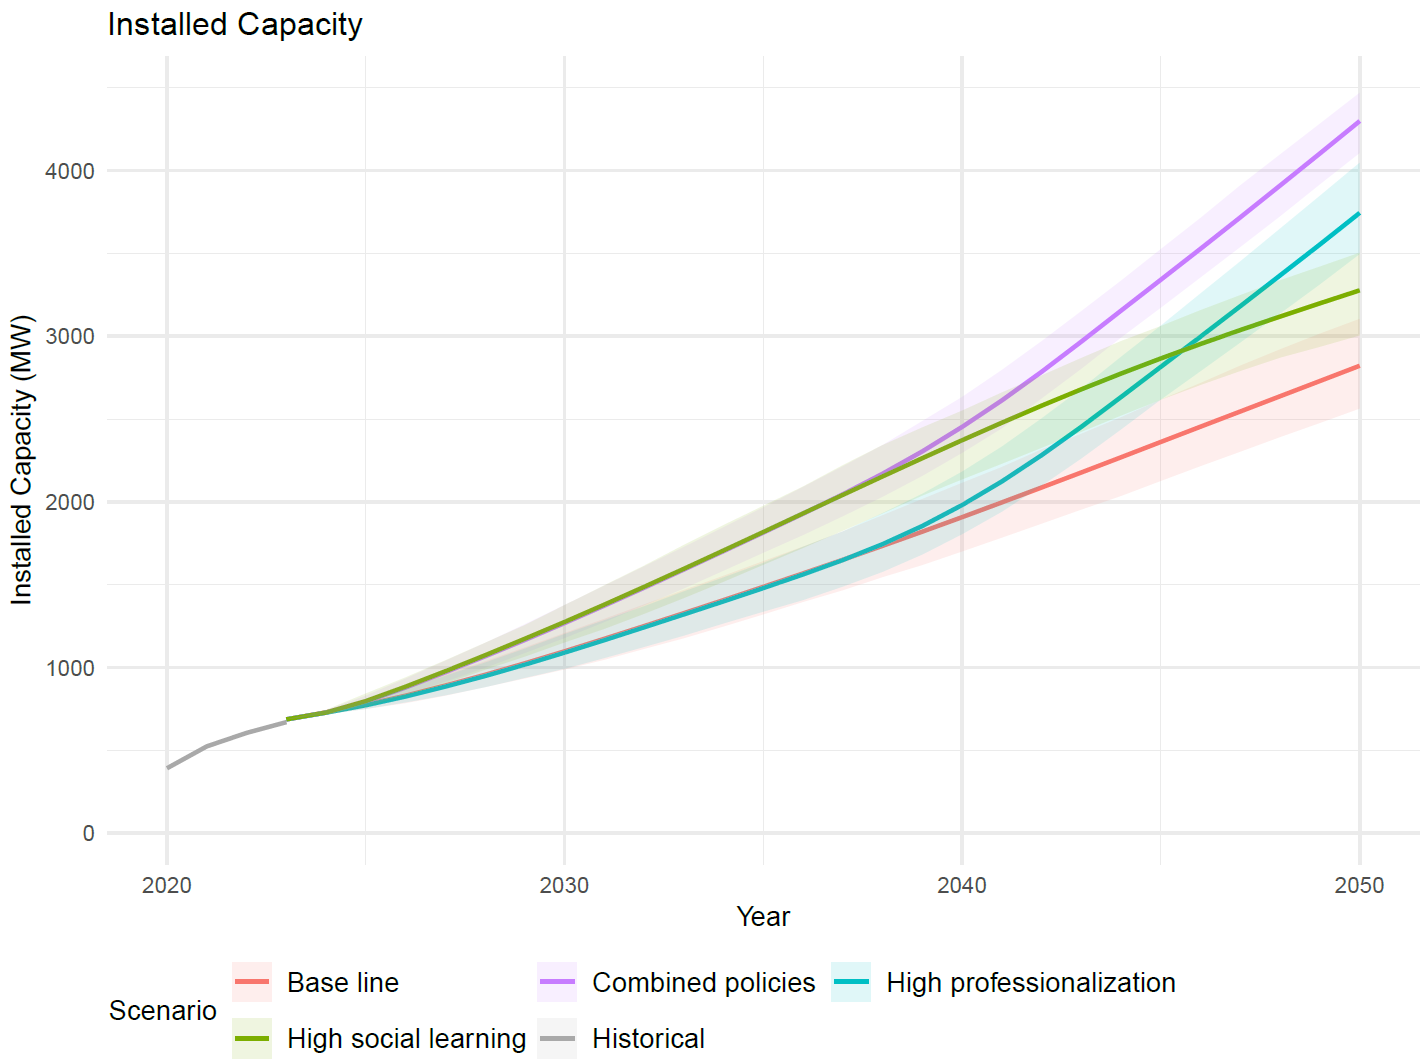 Installed Capacity
Installed Capacity (MW)
4000
3000
2000
1000
0
2020 2030 2040 2050
Year
Scenario
Base line Combined policies High professionalization
High social learning Historical